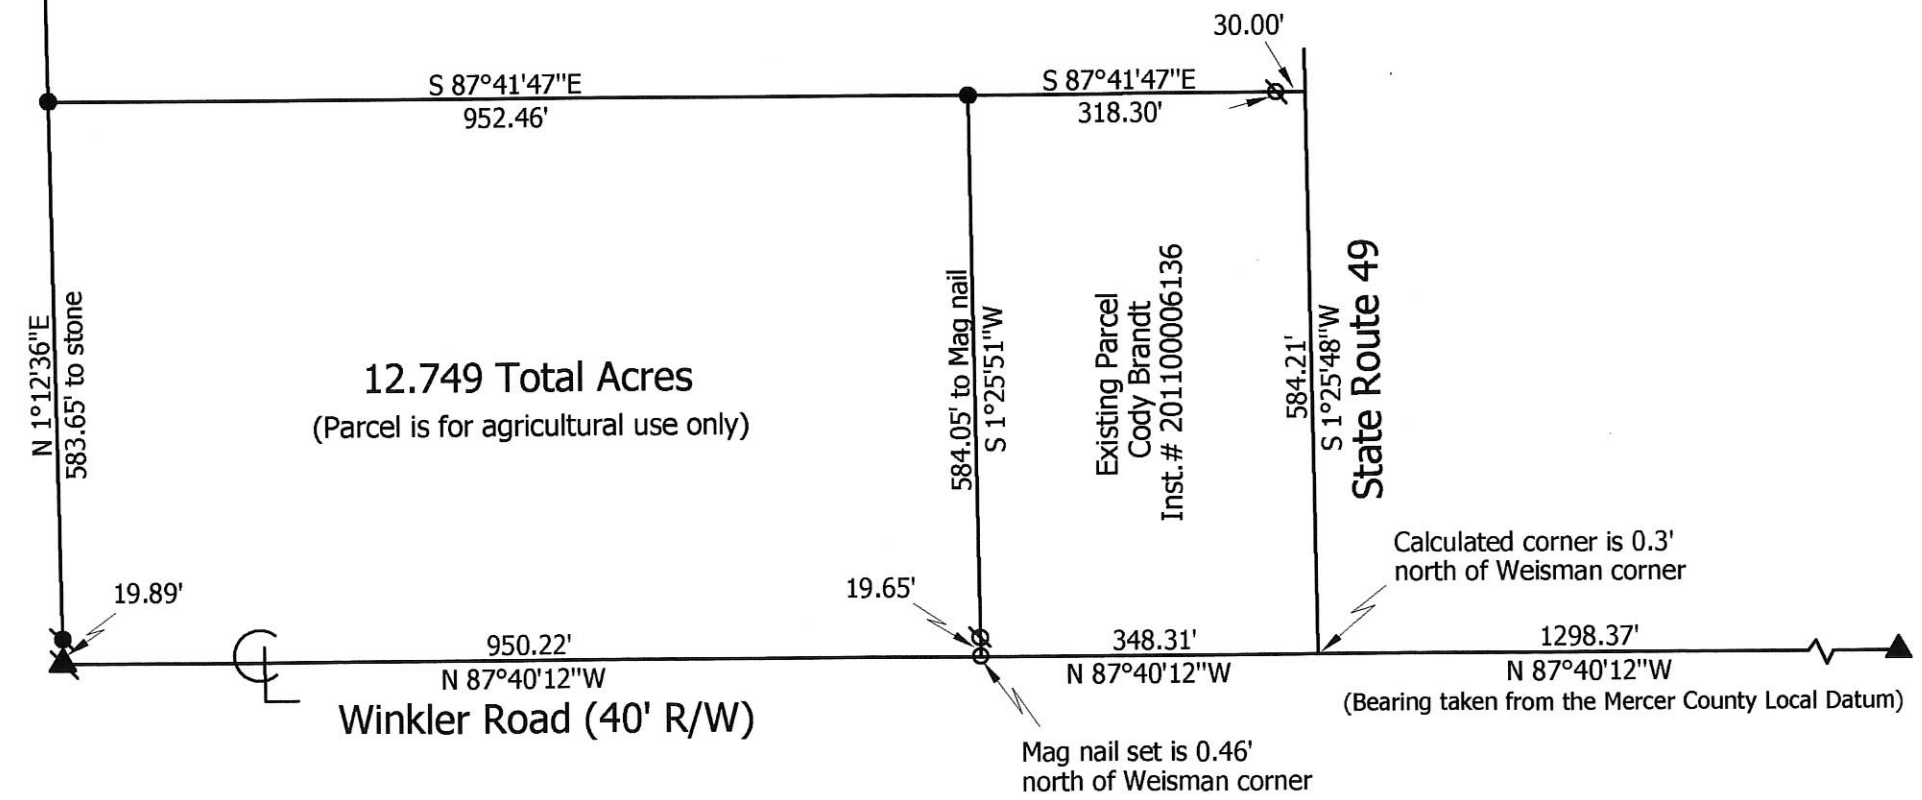 30.00'
S 87°41'47"E
952.46'
S 87°41'47"E
318.30'
N 1°12'36"E
583.65' to stone
12.749 Total Acres
(Parcel is for agricultural use only)
584.05' to Mag nail
S 1°25'51"W
Existing Parcel
Cody Brandt
Inst.# 201100006136
584.21'
S 1°25'48"W
State Route 49
Calculated corner is 0.3'
north of Weisman corner
19.89'
19.65'
950.22'
N 87°40'12"W
348.31'
N 87°40'12"W
1298.37'
N 87°40'12"W
(Bearing taken from the Mercer County Local Datum)
CL
Winkler Road (40' R/W)
Mag nail set is 0.46'
north of Weisman corner